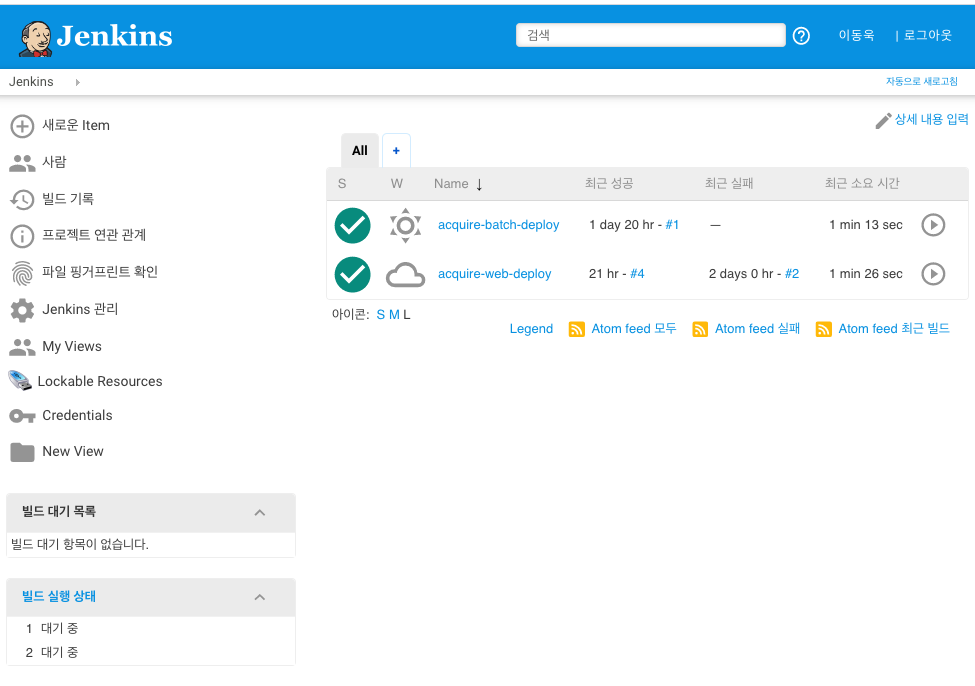 Jenkins
검색
이동욱
| 로그아웃
Jenkins
자동으로 새로고침
새로운 Item
사람
빌드 기록
프로젝트 연관 관계
파일 핑거프린트 확인
Jenkins 관리
My Views
Lockable Resources
Credentials
New View
빌드 대기 목록
빌드 대기 항목이 없습니다.
빌드 실행 상태
1 대기 중
2 대기 중
상세 내용 입력
All +
S W Name ↓ 최근 성공 최근 실패 최근 소요 시간
acquire-batch-deploy 1 day 20 hr - #1 — 1 min 13 sec
acquire-web-deploy 21 hr - #4 2 days 0 hr - #2 1 min 26 sec
아이콘: S M L
Legend Atom feed 모두 Atom feed 실패 Atom feed 최근 빌드